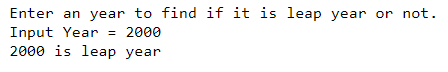 Enter an year to find if it is leap year or not.
Input Year = 2000
2000 is leap year